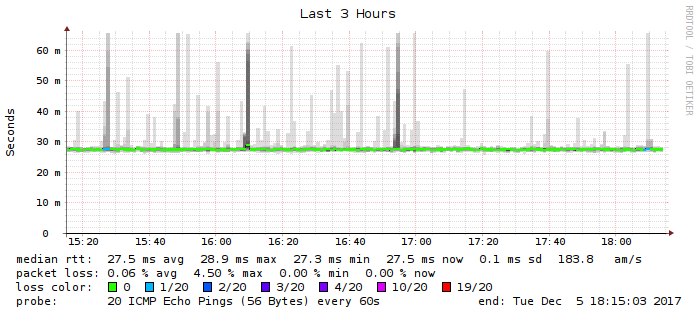 Last 3 Hours
RRDTOOL / TOBI OETIKER
Seconds
60 m
50 m
40 m
30 m
20 m
10 m
0
15:20 15:40 16:00 16:20 16:40 17:00 17:20 17:40 18:00
median rtt: 27.5 ms avg 28.9 ms max 27.3 ms min 27.5 ms now 0.1 ms sd 183.8 am/s
packet loss: 0.06 % avg 4.50 % max 0.00 % min 0.00 % now
loss color: 0 1/20 2/20 3/20 4/20 10/20 19/20
probe: 20 ICMP Echo Pings (56 Bytes) every 60s end: Tue Dec 5 18:15:03 2017